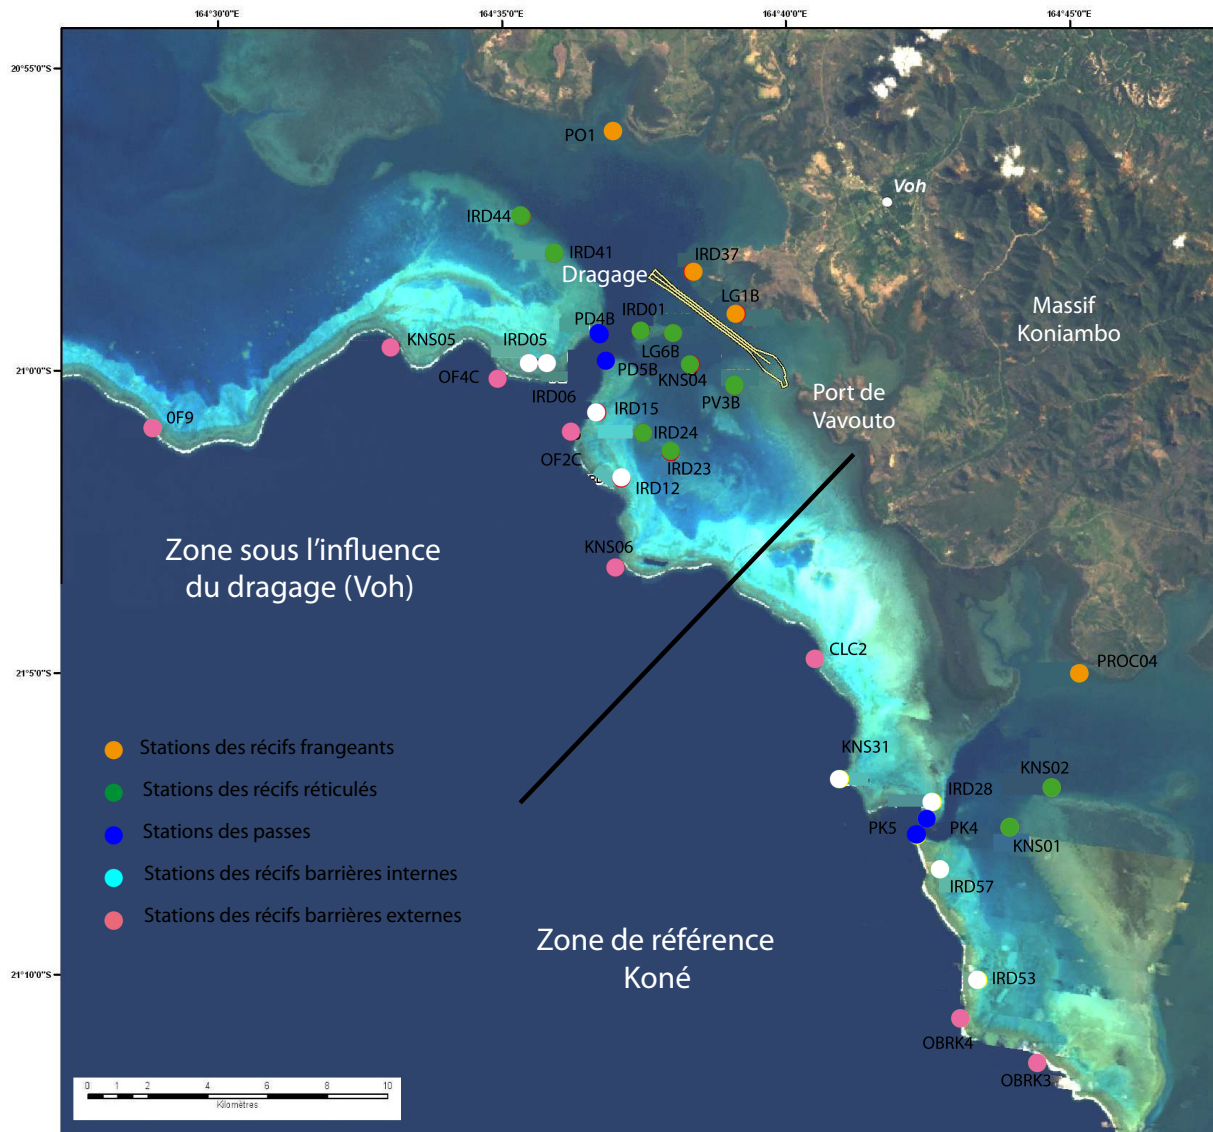 164°30'0"E
164°35'0"E
164°40'0"E
164°45'0"E
20°55'0"S
21°0'0"S
21°5'0"S
21°10'0"S
PO1
Voh
IRD44
IRD41
IRD37
Dragage
LG1B
IRD01
PD4B
Massif
Koniambo
KNS05
IRD05
LG6B
PD5B
KNS04
OF4C
IRD06
PV3B
Port de
Vavouto
0F9
IRD15
IRD24
OF2C
IRD23
IRD12
Zone sous l'influence
du dragage (Voh)
KNS06
CLC2
PROC04
KNS31
KNS02
IRD28
PK5
PK4
KNS01
IRD57
Stations des récifs frangeants
Stations des récifs réticulés
Stations des passes
Stations des récifs barrières internes
Stations des récifs barrières externes
Zone de référence
Koné
IRD53
OBRK4
OBRK3
0 1 2 4 6 8 10
Kilomètres